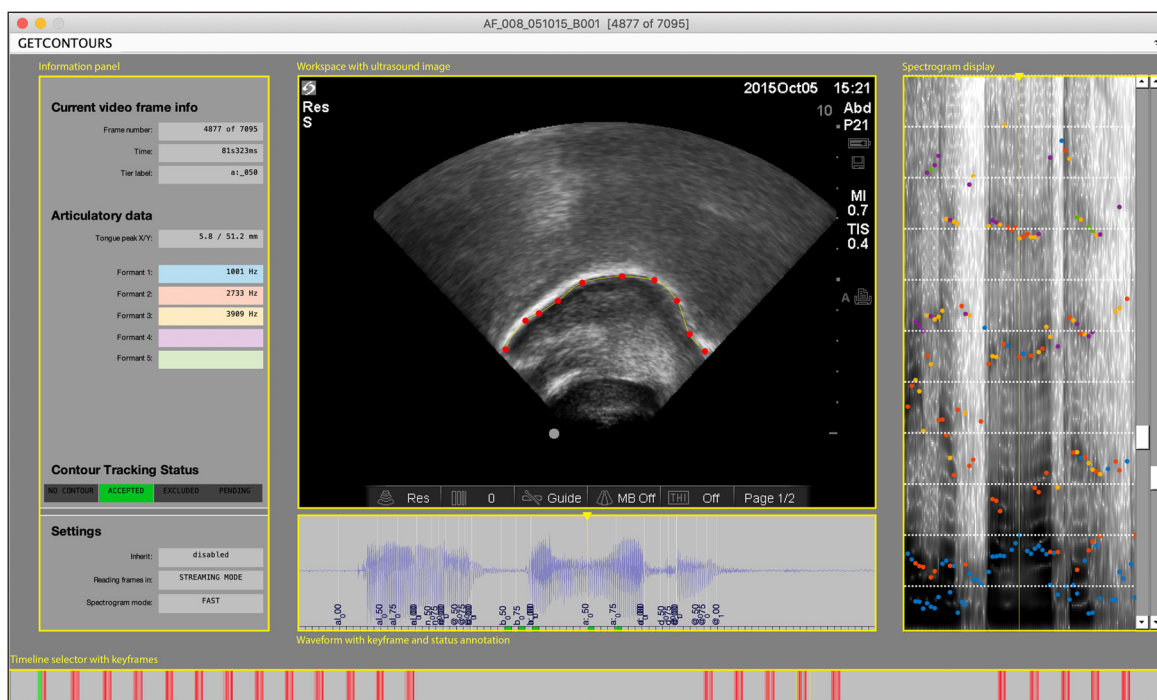 AF_008_051015_B001 [4877 of 7095]
GETCONTOURS
Information panel
Current video frame info
Frame number: 4877 of 7095
Time: 81s323ms
Tier label: a:_050
Articulatory data
Tongue peak X/Y: 5.8 / 51.2 mm
Formant 1: 1001 Hz
Formant 2: 2733 Hz
Formant 3: 3909 Hz
Formant 4:
Formant 5:
Contour Tracking Status
NO CONTOUR ACCEPTED EXCLUDED PENDING
Settings
Inherit: disabled
Reading frames in: STREAMING MODE
Spectrogram mode: FAST
Workspace with ultrasound image
2015Oct05 15:21
Res
S
10 Abd
P21
MI
0.7
TIS
0.4
A
Res 0 Guide MB Off THI Off Page 1/2
Waveform with keyframe and status annotation
Spectrogram display
Timeline selector with keyframes